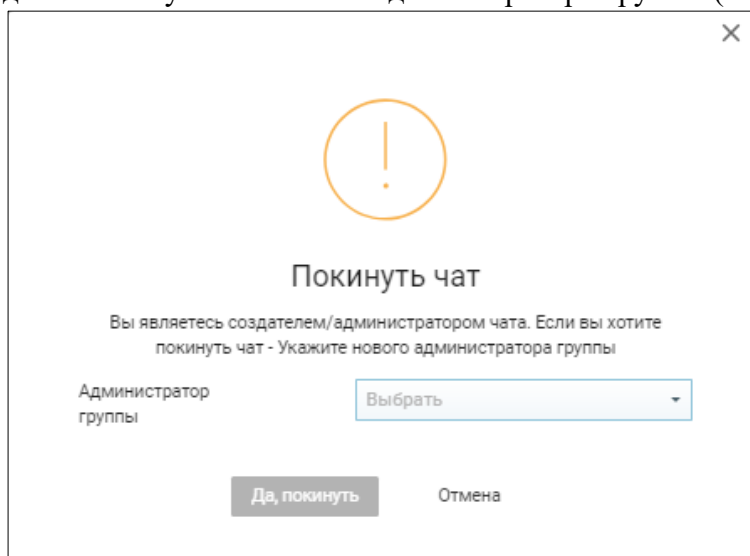 Покинуть чат
Вы являетесь создателем/администратором чата. Если вы хотите
покинуть чат - Укажите нового администратора группы
Администратор
группы
Выбрать
Да, покинуть
Отмена